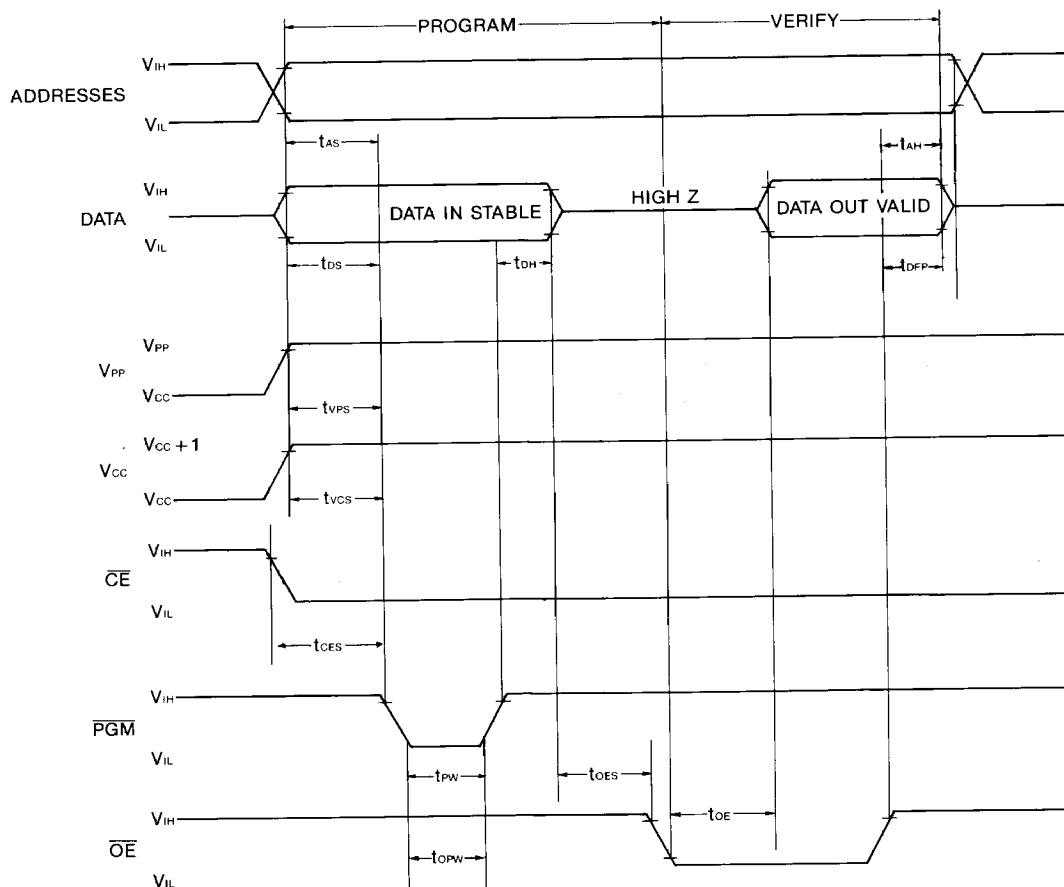 PROGRAM
VERIFY
ADDRESSES
VIH
VIL
tAS
tAH
DATA
VIH
VIL
DATA IN STABLE
HIGH Z
DATA OUT VALID
tDS
tDH
tDFP
VPP
VPP
VCC
tVPS
VCC
VCC + 1
VCC
tVCS
CE
VIH
VIL
tCES
PGM
VIH
VIL
tPW
tOES
OE
VIH
VIL
tOE
tOPW